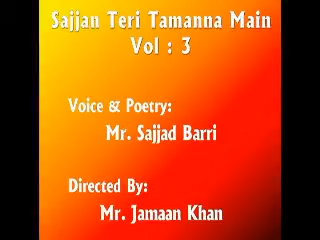 Sajjan Teri Tamanna Main
Vol : 3
Voice & Poetry:
Mr. Sajjad Barri
Directed By:
Mr. Jamaan Khan